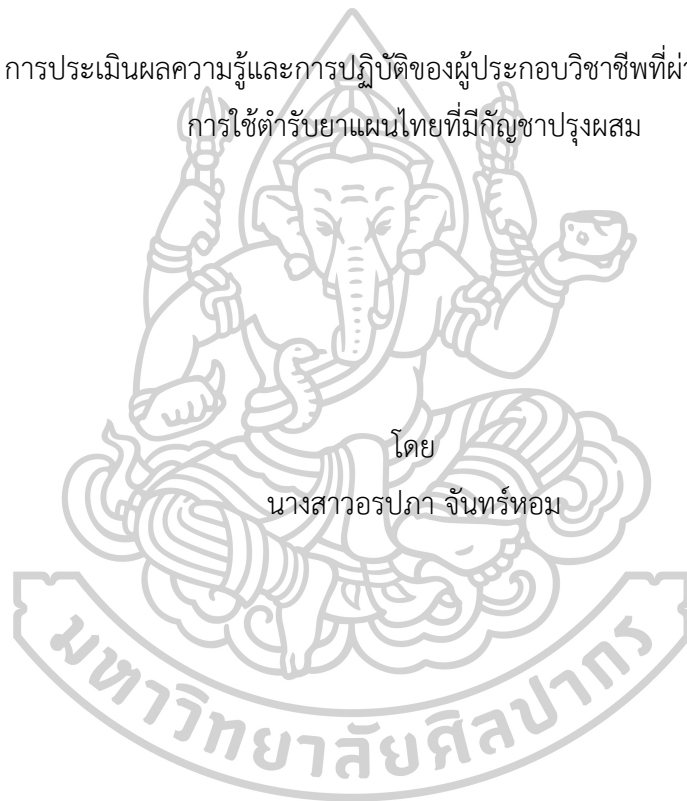 การประเมินผลความรู้และการปฏิบัติของผู้ประกอบวิชาชีพที่ผ่า
การใช้ตำรับยาแผนไทยที่มีกัญชาปรุงผสม
โดย
นางสาวอรปภา จันทร์หอม
มหาวิทยาลัยศิลปากร